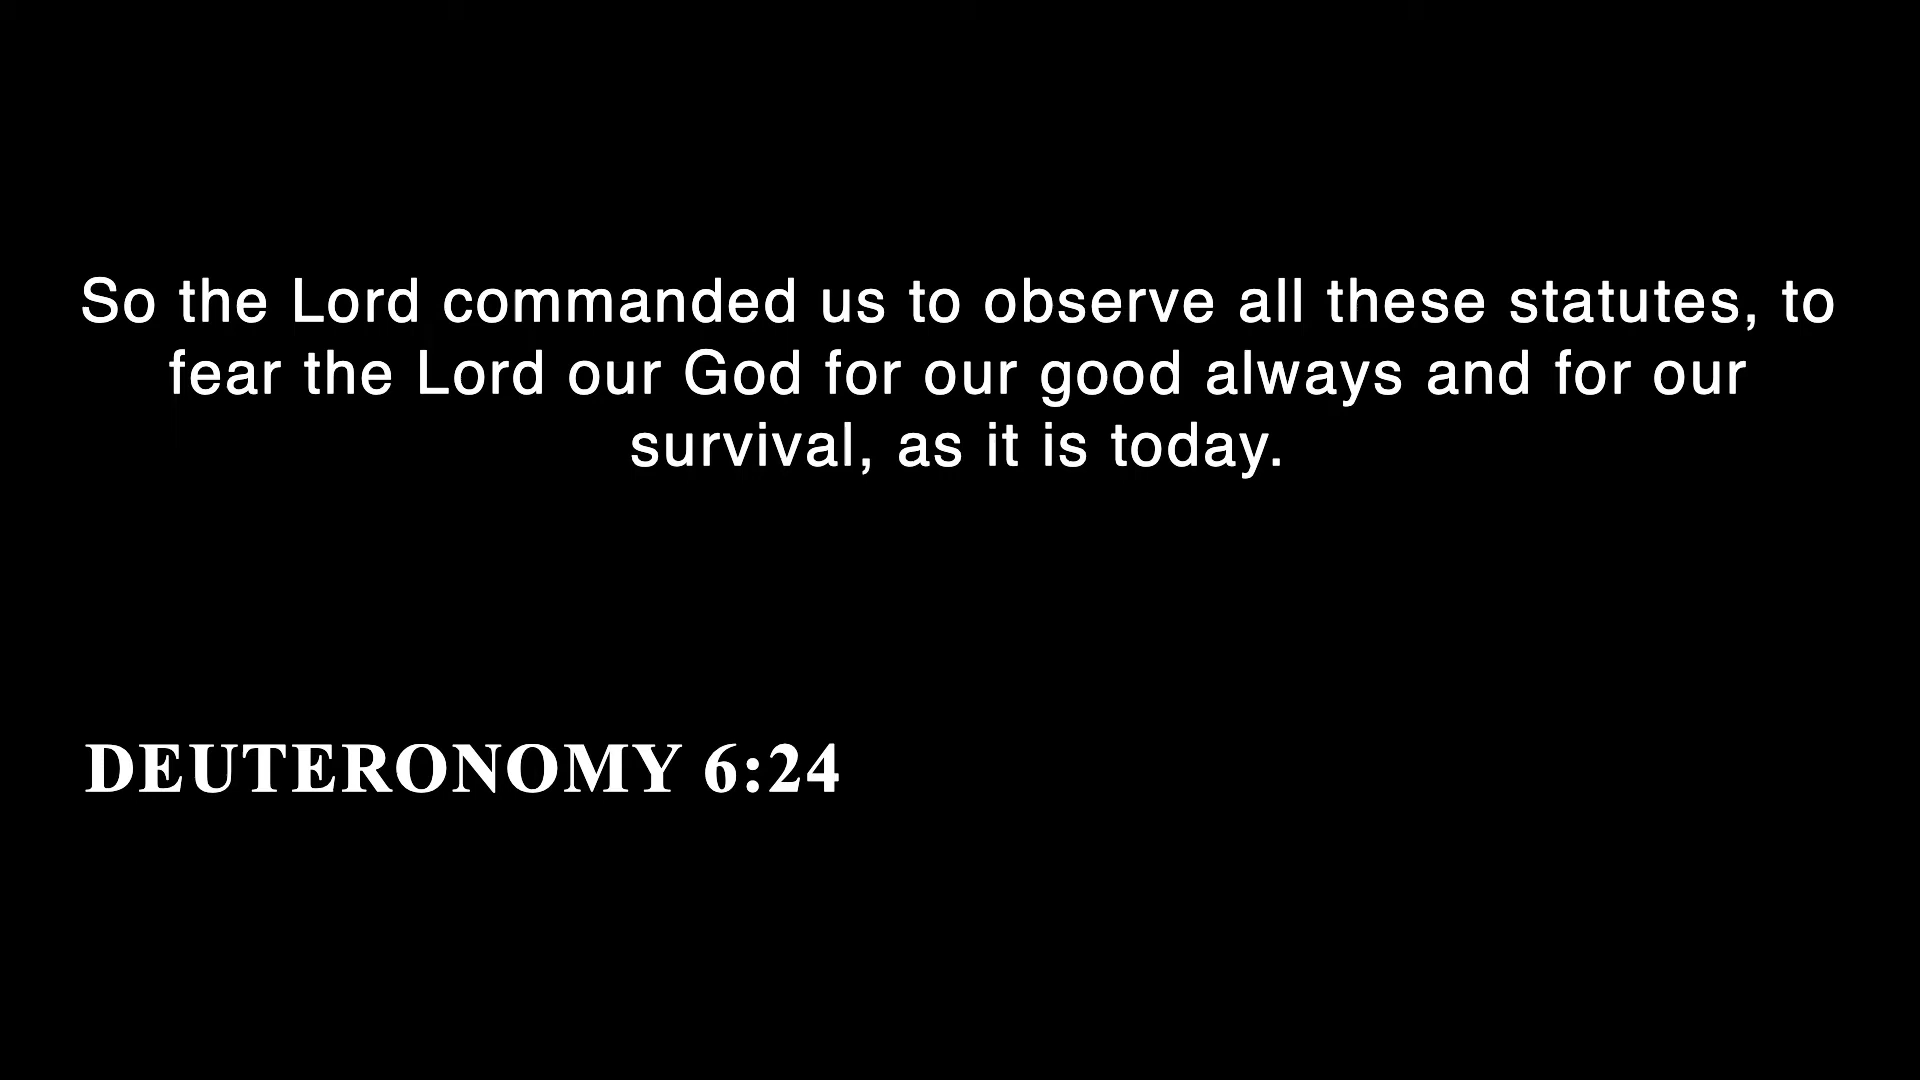 So the Lord commanded us to observe all these statutes, to
fear the Lord our God for our good always and for our
survival, as it is today.
DEUTERONOMY 6:24